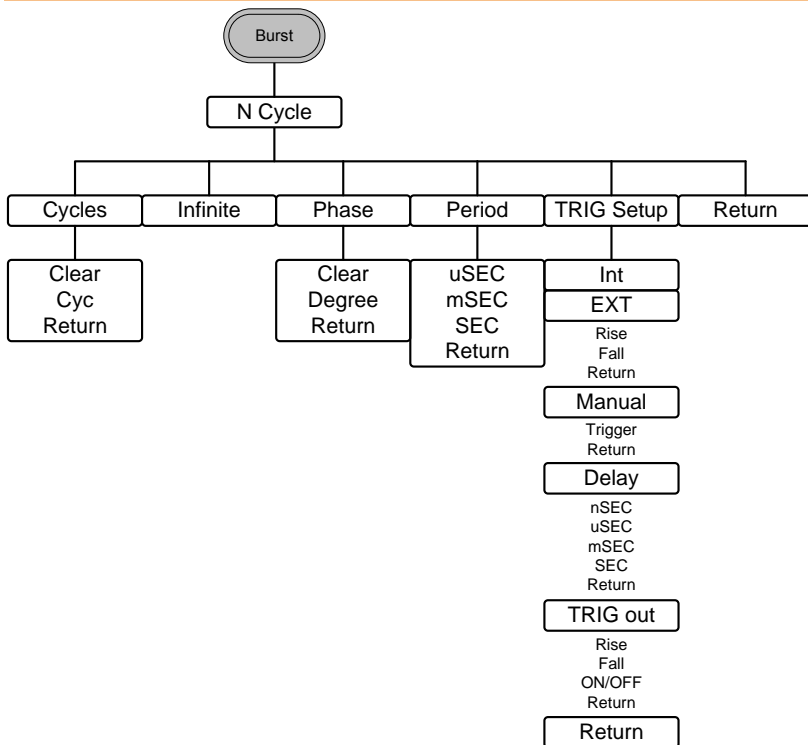 Burst
N Cycle
Cycles
Infinite
Phase
Period
TRIG Setup
Return
Clear
Cyc
Return
Clear
Degree
Return
uSEC
mSEC
SEC
Return
Int
EXT
Rise
Fall
Return
Manual
Trigger
Return
Delay
nSEC
uSEC
mSEC
SEC
Return
TRIG out
Rise
Fall
ON/OFF
Return
Return